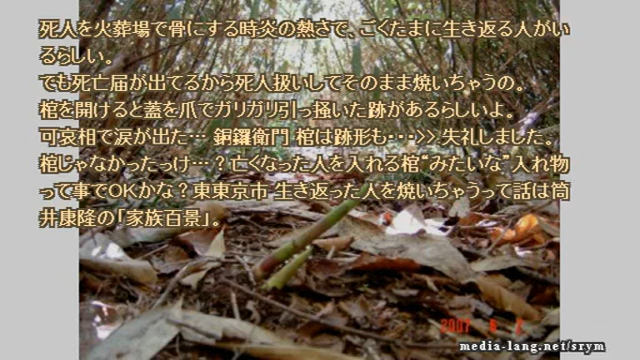 死人を火葬場で骨にする時炎の熱さで、ごくたまに生き返る人がい
るらしい。
でも死亡届が出てるから死人扱いしてそのまま焼いちゃうの。
棺を開けると蓋を爪でガリガリ引っ掻いた跡があるらしいよ。
可哀相で涙が出た… 銅鑼衛門 棺は跡形も・・・>> 失礼しました。
棺じゃなかったっけ…？亡くなった人を入れる棺“みたいな”入れ物
って事でOKかな？東東京市 生き返った人を焼いちゃうって話は筒
井康隆の「家族百景」。
2007
media-lang.net/srym